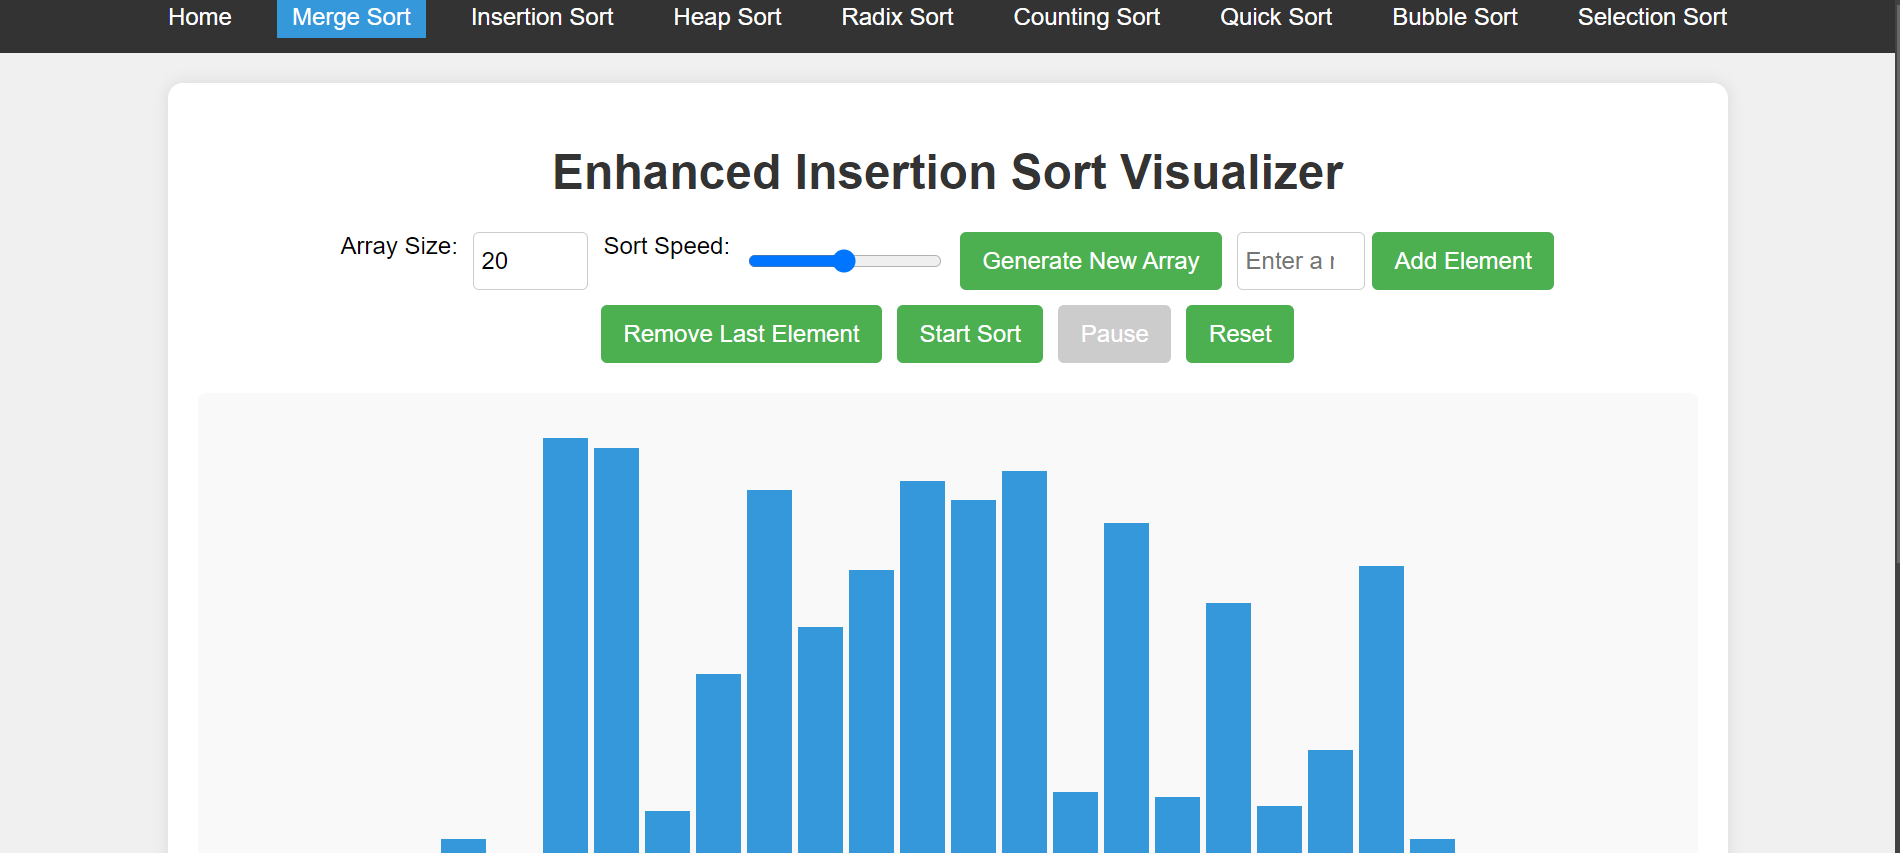 Home Merge Sort Insertion Sort Heap Sort Radix Sort Counting Sort Quick Sort Bubble Sort Selection Sort
Enhanced Insertion Sort Visualizer
Array Size: 20 Sort Speed: Generate New Array Enter a Add Element
Remove Last Element Start Sort Pause Reset